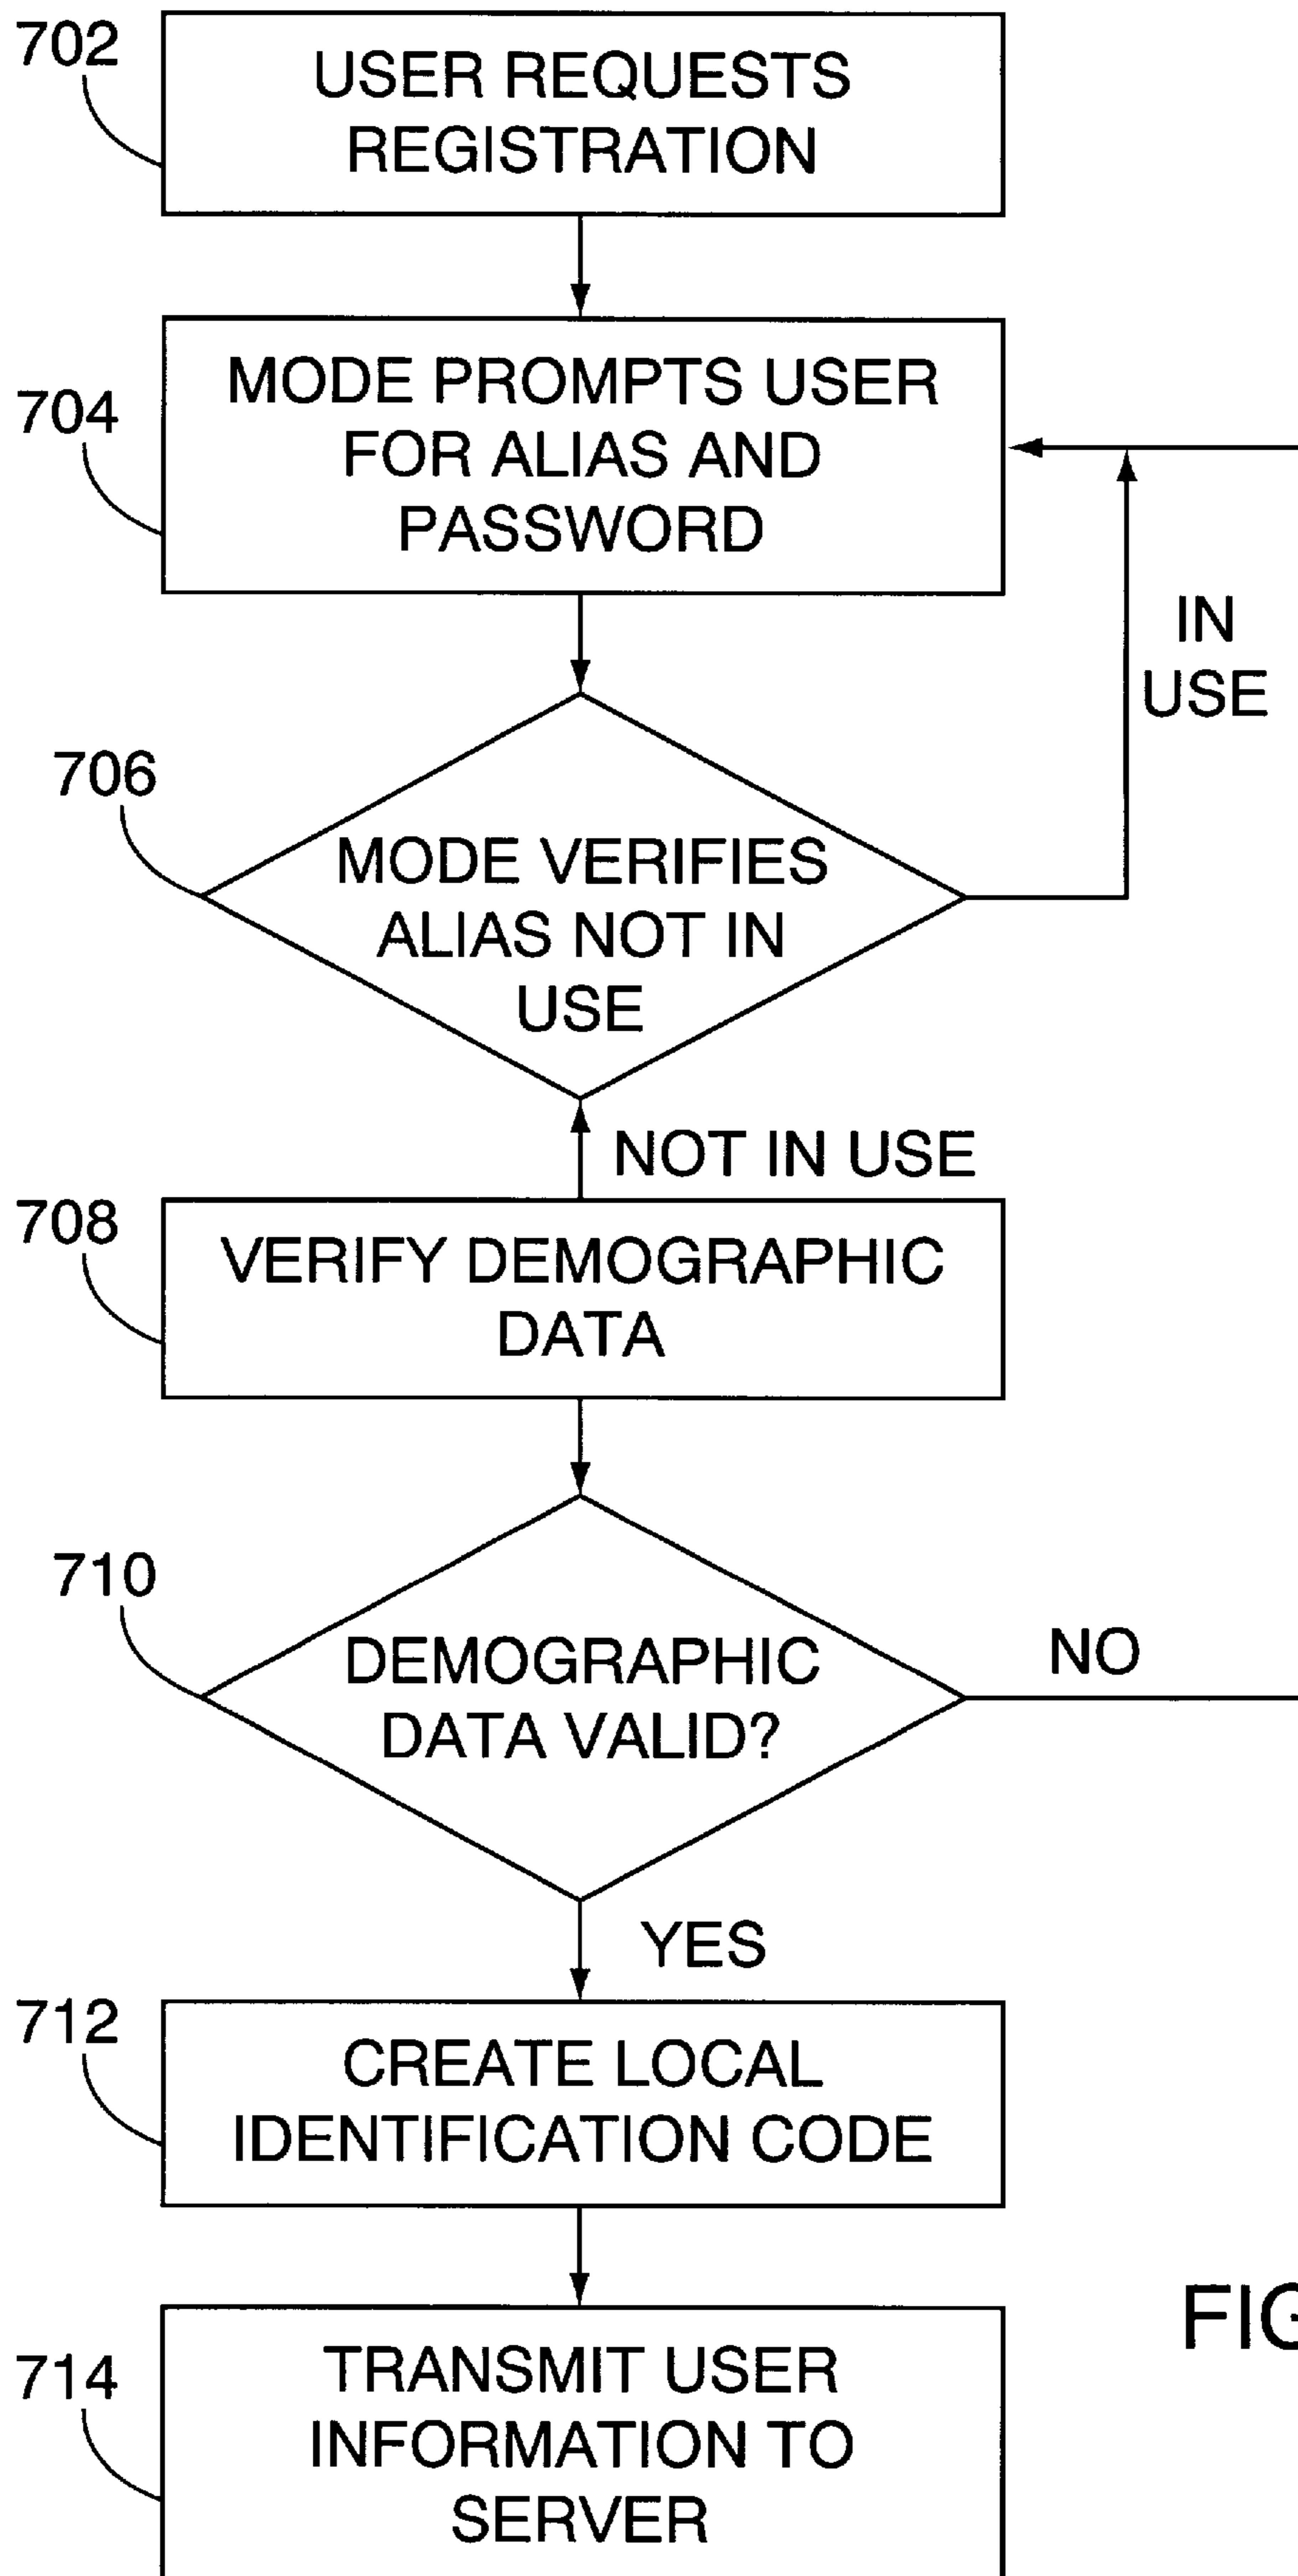 702
USER REQUESTS
REGISTRATION
704
MODE PROMPTS USER
FOR ALIAS AND
PASSWORD
IN
USE
706
MODE VERIFIES
ALIAS NOT IN
USE
NOT IN USE
708
VERIFY DEMOGRAPHIC
DATA
710
DEMOGRAPHIC
DATA VALID?
NO
YES
712
CREATE LOCAL
IDENTIFICATION CODE
714
TRANSMIT USER
INFORMATION TO
SERVER